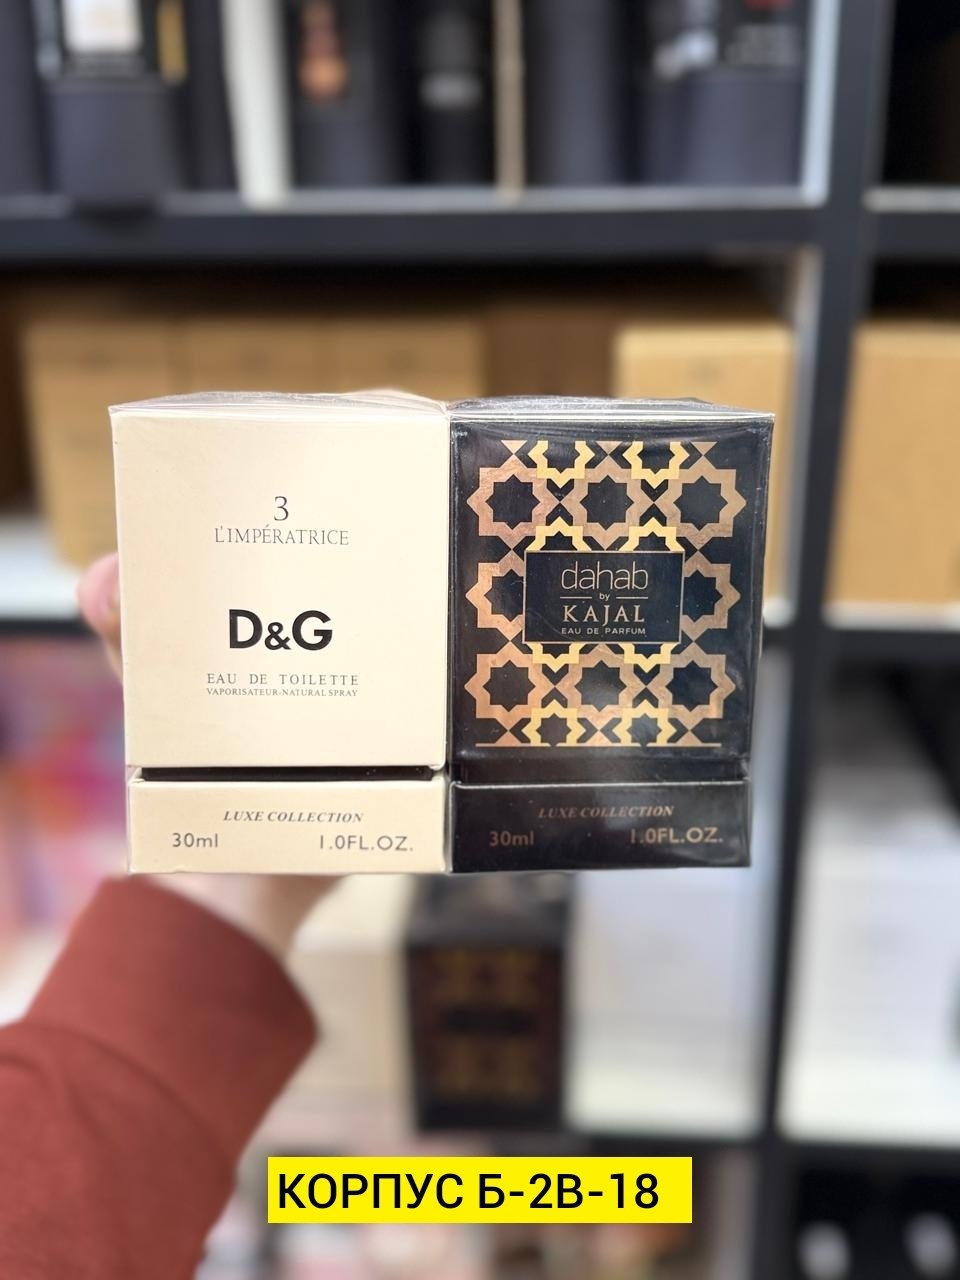 3
L'IMPÉRATRICE
D&G
EAU DE TOILETTE
VAPORISATEUR-NATURAL SPRAY
LUXE COLLECTION
30ml 1.0FL.OZ.
dahab
by
KAJAL
EAU DE PARFUM
LUXE COLLECTION
30ml 1.0FL.OZ.
КОРПУС Б-2В-18